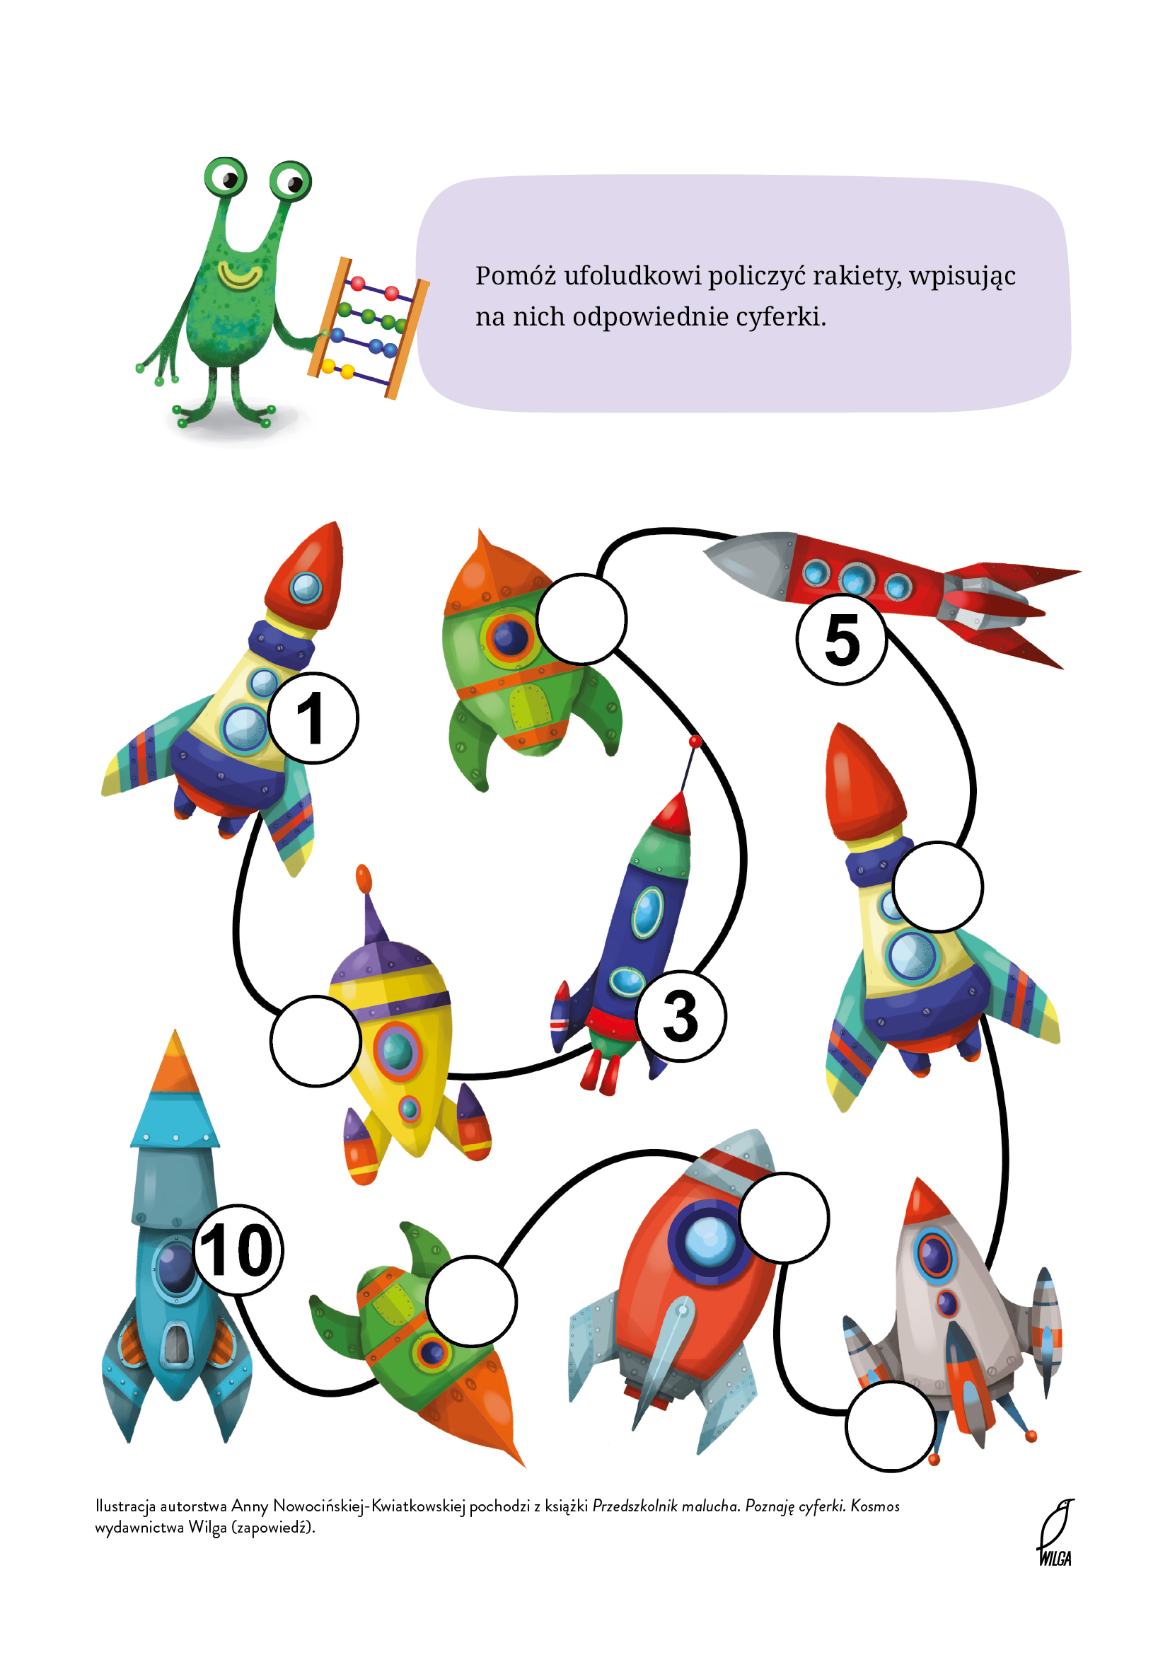 Pomóż ufoludkowi policzyć rakiety, wpisując
na nich odpowiednie cyferki.
5
1
3
10
Ilustracja autorstwa Anny Nowocińskiej-Kwiatkowskiej pochodzi z książki Przedszkolnik malucha. Poznaję cyferki. Kosmos
wydawnictwa Wilga (zapowiedź).
WILGA